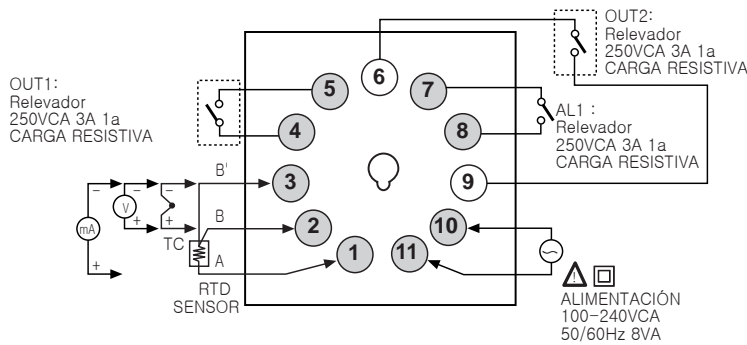 OUT2:
Relevador
250VCA 3A 1a
CARGA RESISTIVA
OUT1:
Relevador
250VCA 3A 1a
CARGA RESISTIVA
6
5
7
4
8
AL1 :
Relevador
250VCA 3A 1a
CARGA RESISTIVA
B'
3
9
V
mA
TC
B
2
10
A
1
11
RTD
SENSOR
ALIMENTACIÓN
100-240VCA
50/60Hz 8VA